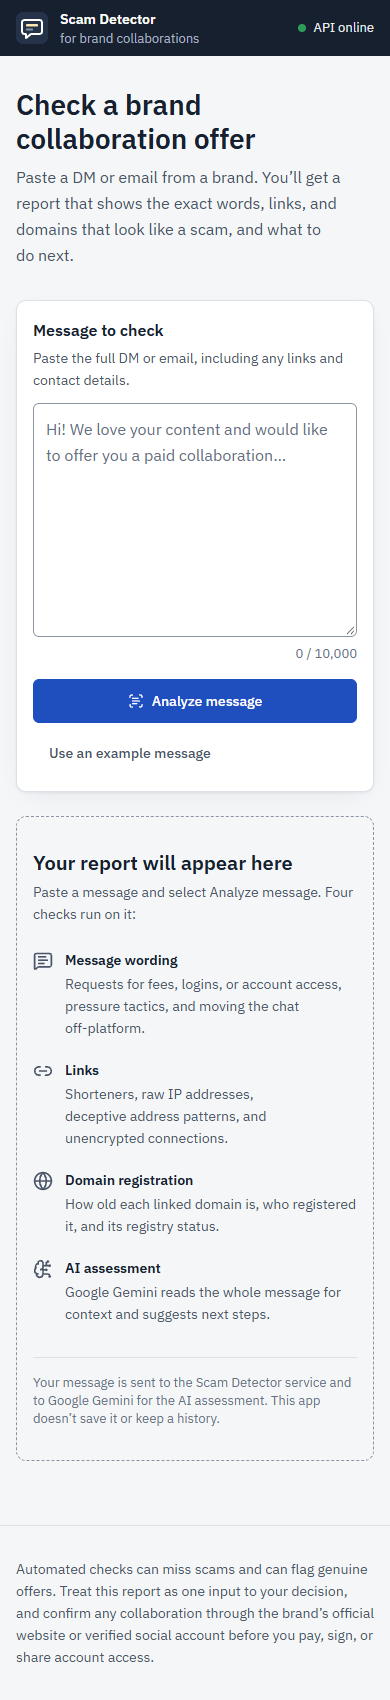 Scam Detector
for brand collaborations
API online
Check a brand
collaboration offer
Paste a DM or email from a brand. You’ll get a
report that shows the exact words, links, and
domains that look like a scam, and what to
do next.
Message to check
Paste the full DM or email, including any links and
contact details.
Hi! We love your content and would like
to offer you a paid collaboration…
0 / 10,000
Analyze message
Use an example message
Your report will appear here
Paste a message and select Analyze message. Four
checks run on it:
Message wording
Requests for fees, logins, or account access,
pressure tactics, and moving the chat
off-platform.
Links
Shorteners, raw IP addresses,
deceptive address patterns, and
unencrypted connections.
Domain registration
How old each linked domain is, who registered
it, and its registry status.
AI assessment
Google Gemini reads the whole message for
context and suggests next steps.
Your message is sent to the Scam Detector service and
to Google Gemini for the AI assessment. This app
doesn’t save it or keep a history.
Automated checks can miss scams and can flag genuine
offers. Treat this report as one input to your decision,
and confirm any collaboration through the brand’s official
website or verified social account before you pay, sign, or
share account access.